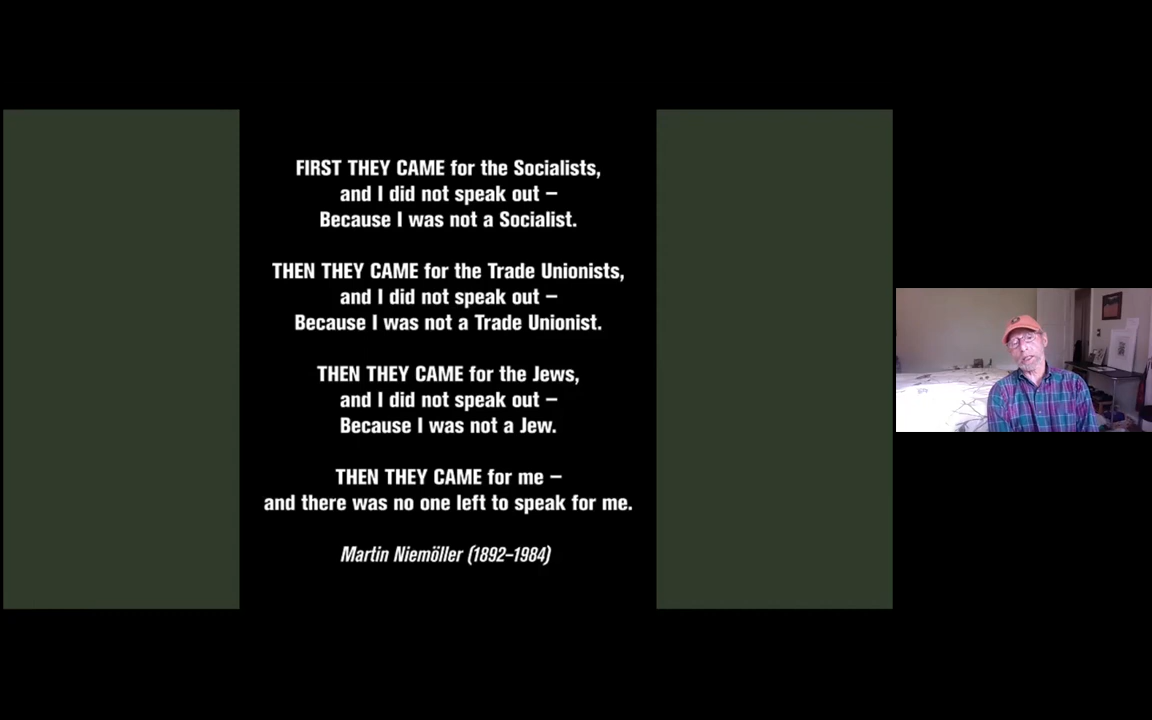 FIRST THEY CAME for the Socialists,
and I did not speak out –
Because I was not a Socialist.
THEN THEY CAME for the Trade Unionists,
and I did not speak out –
Because I was not a Trade Unionist.
THEN THEY CAME for the Jews,
and I did not speak out –
Because I was not a Jew.
THEN THEY CAME for me –
and there was no one left to speak for me.
Martin Niemöller (1892–1984)